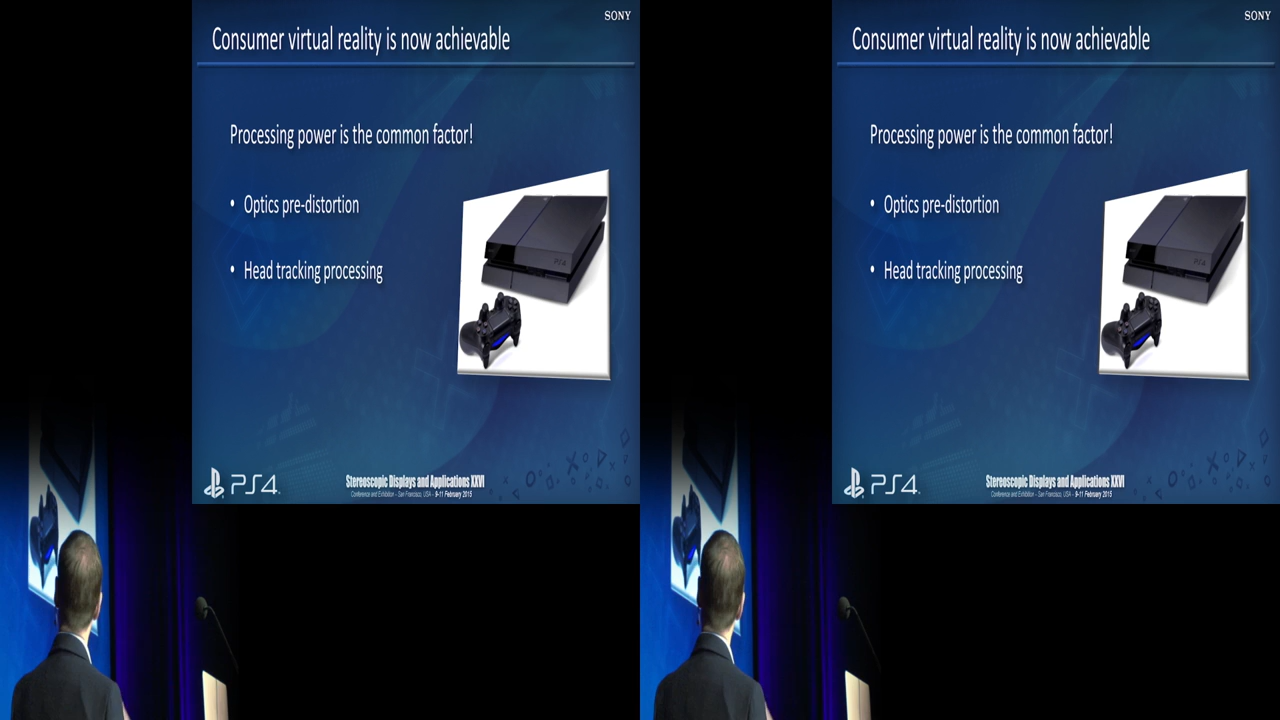 SONY
Consumer virtual reality is now achievable
Processing power is the common factor!
• Optics pre-distortion
• Head tracking processing
PS4
PS4
Stereoscopic Displays and Applications XXVI
Conference and Exhibition – San Francisco, USA – 9-11 February 2015
SONY
Consumer virtual reality is now achievable
Processing power is the common factor!
• Optics pre-distortion
• Head tracking processing
PS4
PS4
Stereoscopic Displays and Applications XXVI
Conference and Exhibition – San Francisco, USA – 9-11 February 2015